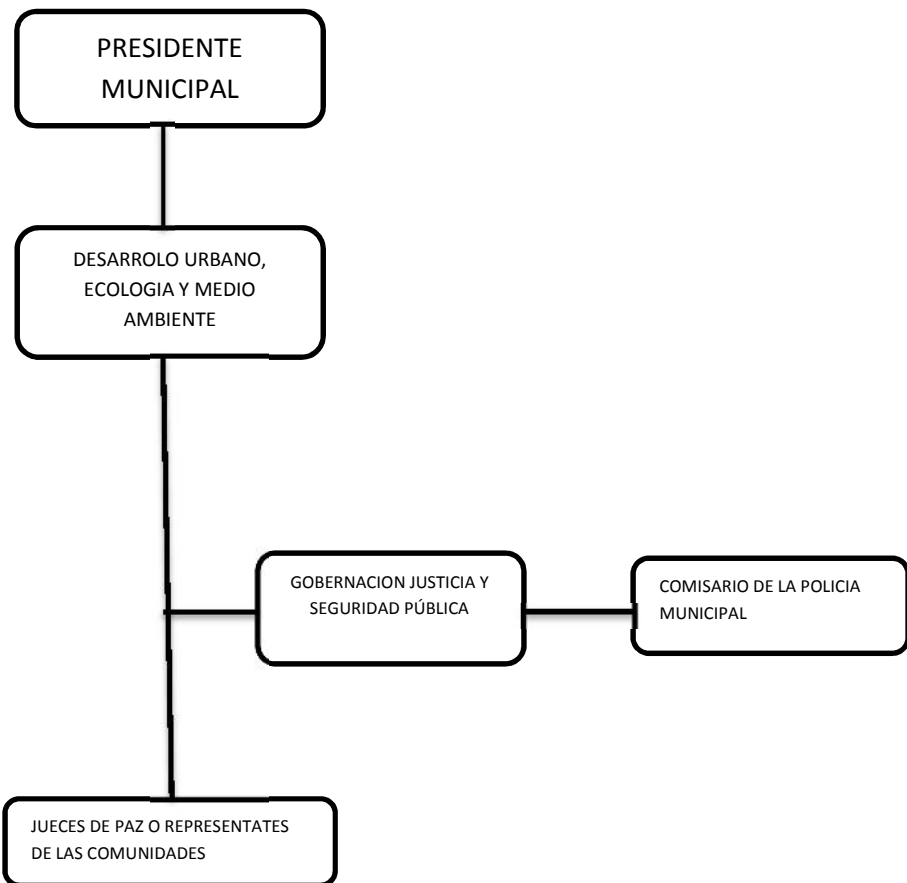 PRESIDENTE
MUNICIPAL
DESARROLO URBANO,
ECOLOGIA Y MEDIO
AMBIENTE
GOBERNACION JUSTICIA Y
SEGURIDAD PÚBLICA
COMISARIO DE LA POLICIA
MUNICIPAL
JUECES DE PAZ O REPRESENTATES
DE LAS COMUNIDADES